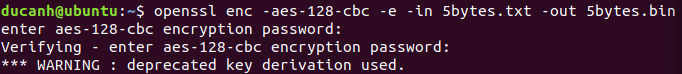 ducanh@ubuntu:~$ openssl enc -aes-128-cbc -e -in 5bytes.txt -out 5bytes.bin
enter aes-128-cbc encryption password:
Verifying - enter aes-128-cbc encryption password:
*** WARNING : deprecated key derivation used.